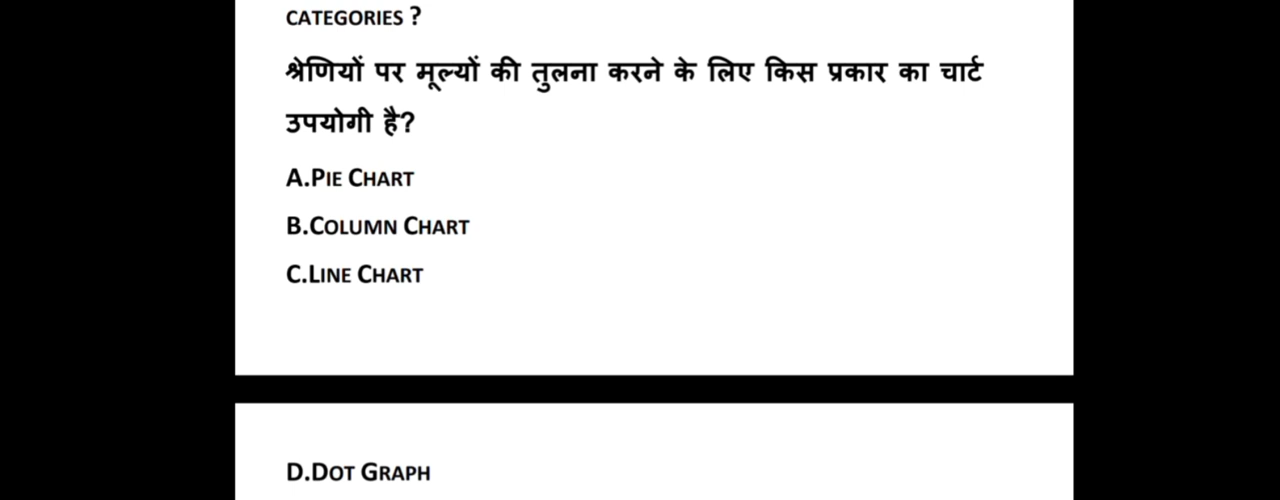 CATEGORIES ?
श्रेणियों पर मूल्यों की तुलना करने के लिए किस प्रकार का चार्ट
उपयोगी है?
A.PIE CHART
B.COLUMN CHART
C.LINE CHART
D.DOT GRAPH